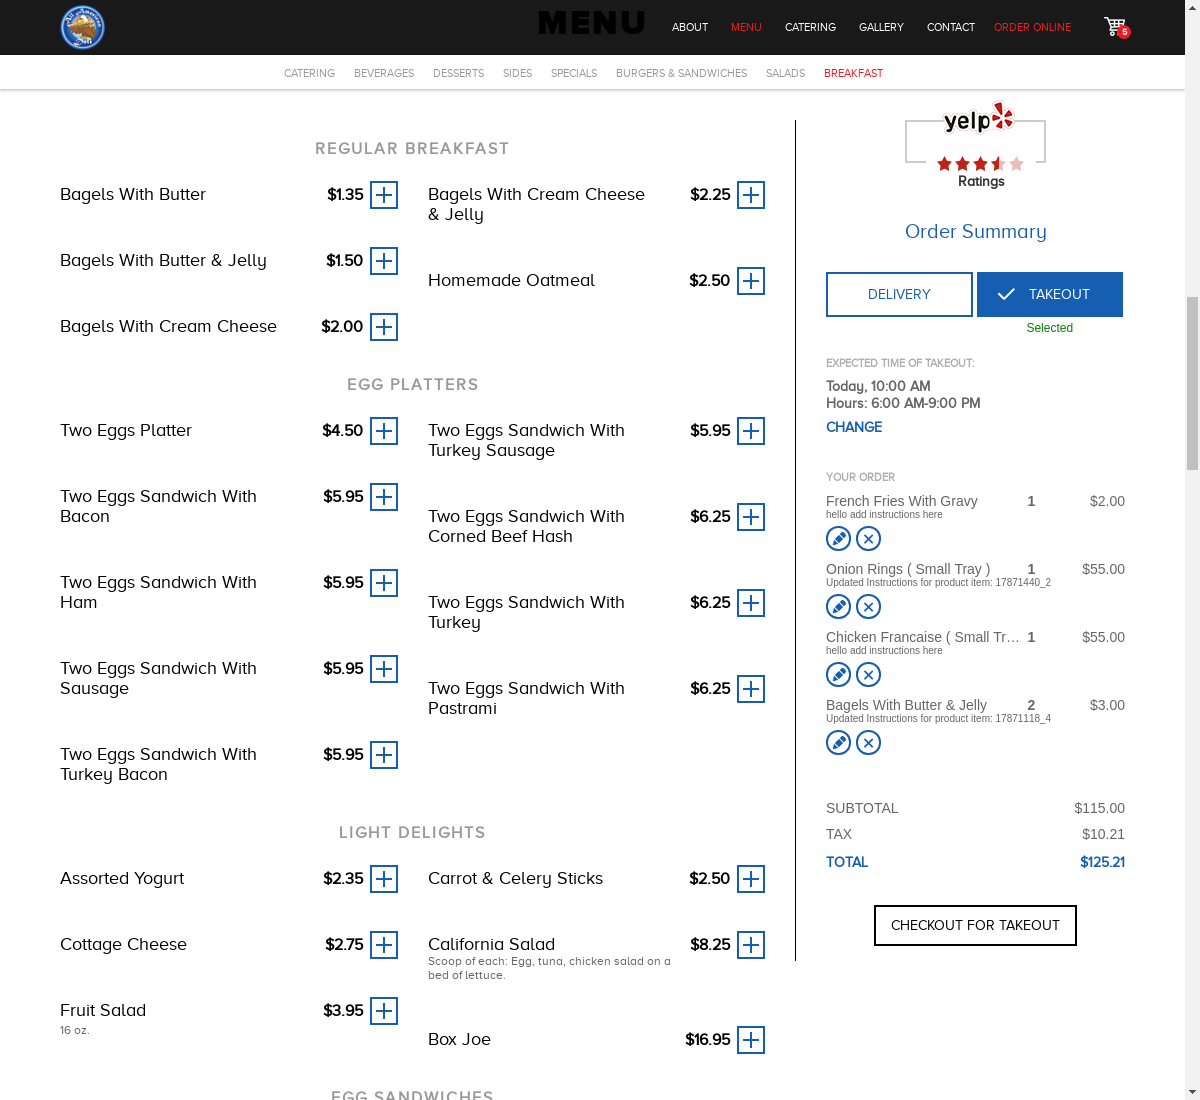 All American
Deli
MENU
ABOUT
MENU
CATERING
GALLERY
CONTACT
ORDER ONLINE
5
CATERING
BEVERAGES
DESSERTS
SIDES
SPECIALS
BURGERS & SANDWICHES
SALADS
BREAKFAST
REGULAR BREAKFAST
Bagels With Butter $1.35
Bagels With Butter & Jelly $1.50
Bagels With Cream Cheese $2.00
Bagels With Cream Cheese $2.25
& Jelly
Homemade Oatmeal $2.50
EGG PLATTERS
Two Eggs Platter $4.50
Two Eggs Sandwich With $5.95
Bacon
Two Eggs Sandwich With $5.95
Ham
Two Eggs Sandwich With $5.95
Sausage
Two Eggs Sandwich With $5.95
Turkey Bacon
Two Eggs Sandwich With $5.95
Turkey Sausage
Two Eggs Sandwich With $6.25
Corned Beef Hash
Two Eggs Sandwich With $6.25
Turkey
Two Eggs Sandwich With $6.25
Pastrami
LIGHT DELIGHTS
Assorted Yogurt $2.35
Cottage Cheese $2.75
Fruit Salad $3.95
16 oz.
Carrot & Celery Sticks $2.50
California Salad $8.25
Scoop of each: Egg, tuna, chicken salad on a
bed of lettuce.
Box Joe $16.95
EGG SANDWICHES
yelp
Ratings
Order Summary
DELIVERY
TAKEOUT
Selected
EXPECTED TIME OF TAKEOUT:
Today, 10:00 AM
Hours: 6:00 AM-9:00 PM
CHANGE
YOUR ORDER
French Fries With Gravy 1 $2.00
hello add instructions here
Onion Rings ( Small Tray ) 1 $55.00
Updated Instructions for product item: 17871440_2
Chicken Francaise ( Small Tr… 1 $55.00
hello add instructions here
Bagels With Butter & Jelly 2 $3.00
Updated Instructions for product item: 17871118_4
SUBTOTAL $115.00
TAX $10.21
TOTAL $125.21
CHECKOUT FOR TAKEOUT